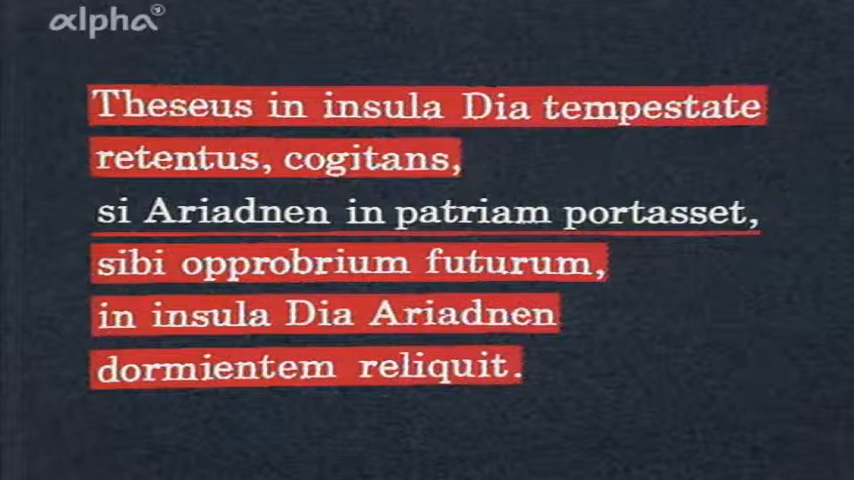 alpha
Theseus in insula Dia tempestate
retentus, cogitans,
si Ariadnen in patriam portasset,
sibi opprobrium futurum,
in insula Dia Ariadnen
dormientem reliquit.